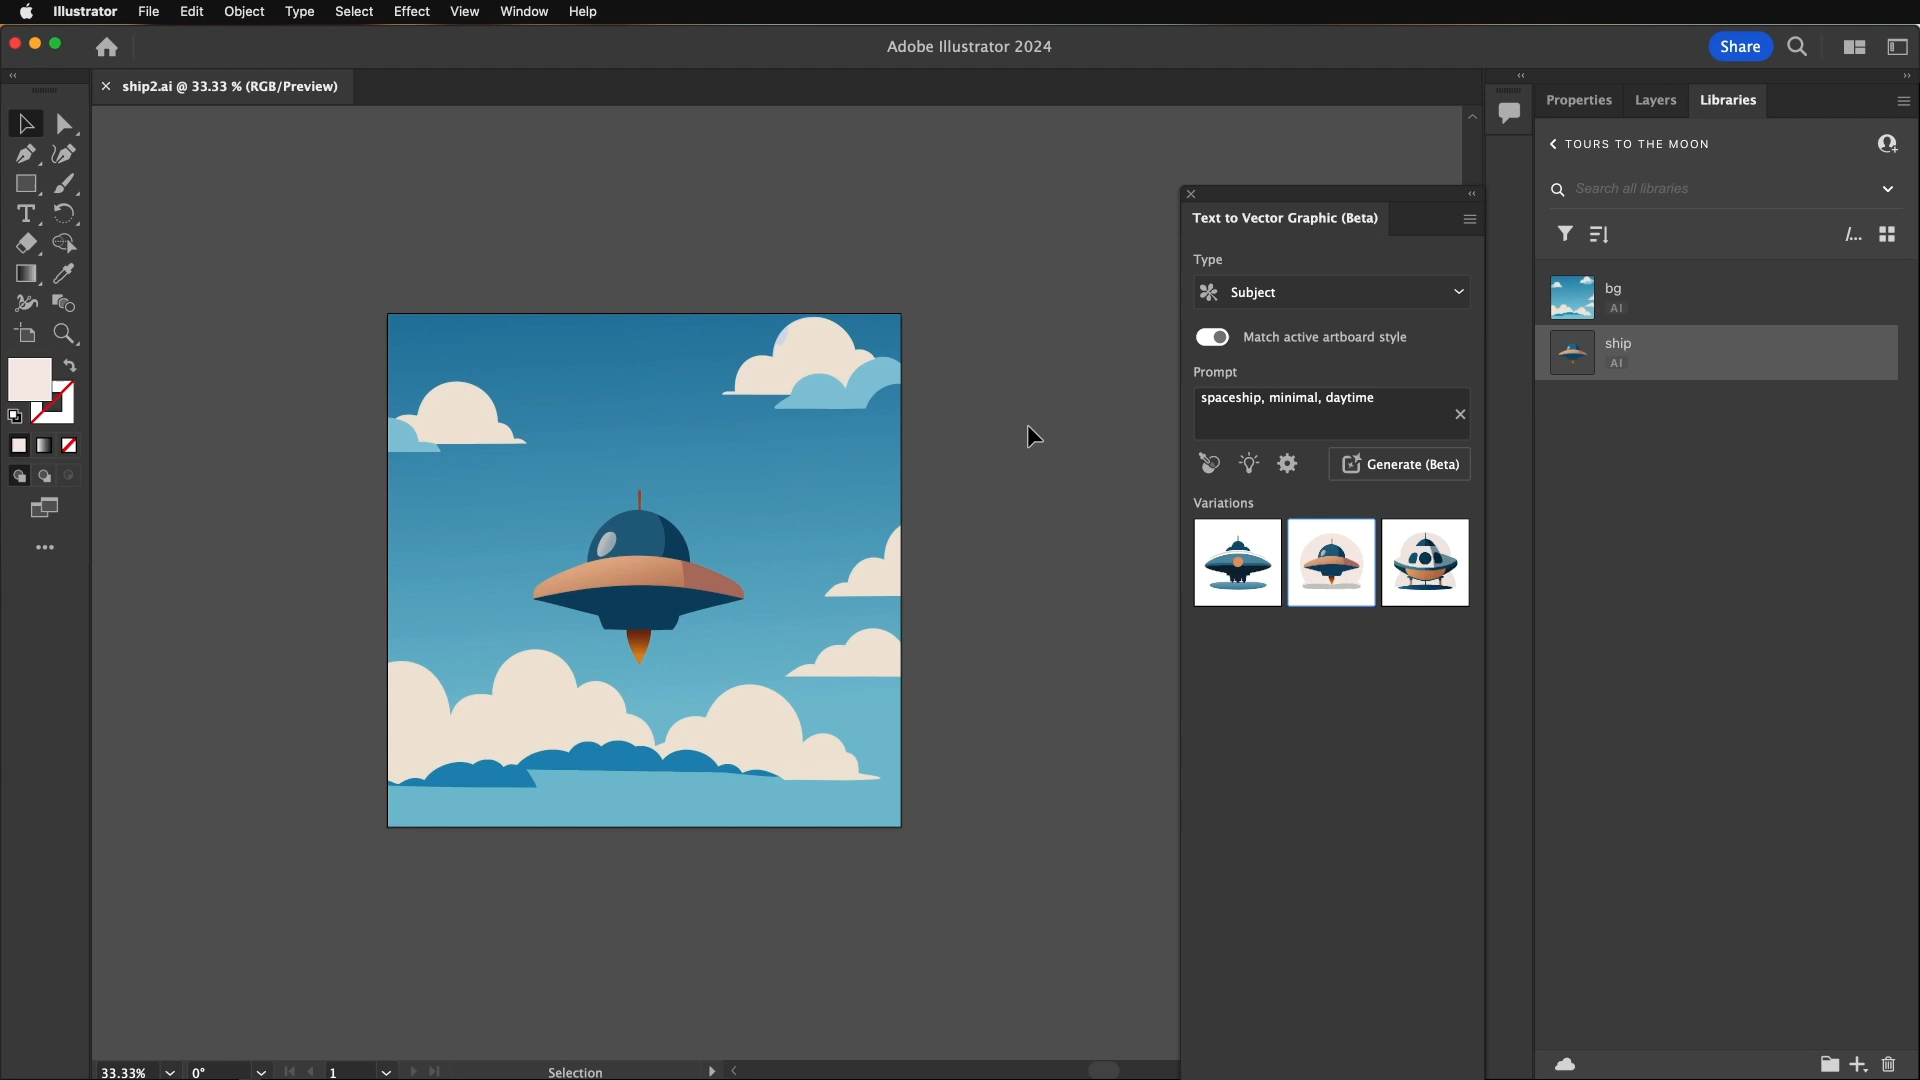 Illustrator File Edit Object Type Select Effect View Window Help
Adobe Illustrator 2024
Share
ship2.ai @ 33.33 % (RGB/Preview)
Properties Layers Libraries
TOURS TO THE MOON
Search all libraries
/...
bg
AI
ship
AI
Text to Vector Graphic (Beta)
Type
Subject
Match active artboard style
Prompt
spaceship, minimal, daytime
Generate (Beta)
Variations
33.33% 0° 1 Selection